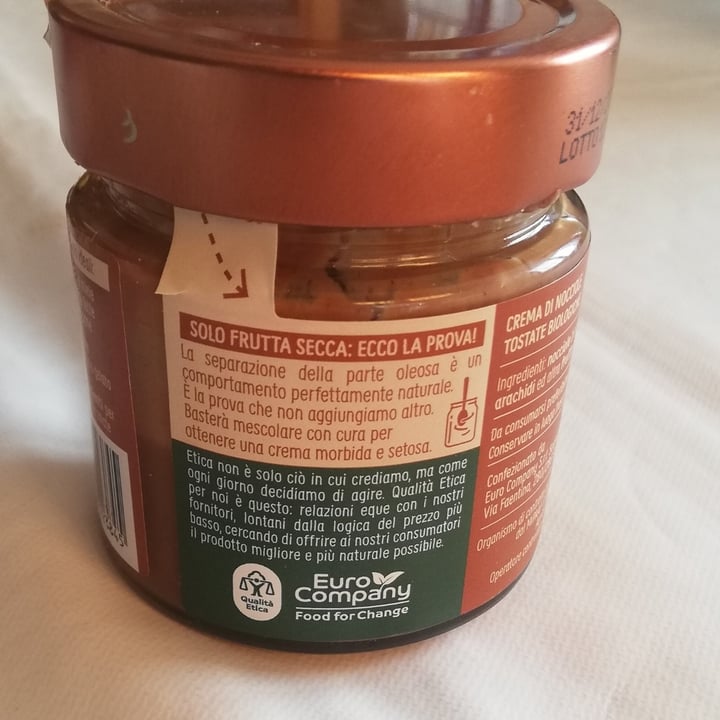 31/12
LOTTO
SOLO FRUTTA SECCA: ECCO LA PROVA!
La separazione della parte oleosa è un
comportamento perfettamente naturale.
È la prova che non aggiungiamo altro.
Basterà mescolare con cura per
ottenere una crema morbida e setosa.
Etica non è solo ciò in cui crediamo, ma come
ogni giorno decidiamo di agire. Qualità Etica
per noi è questo: relazioni eque con i nostri
fornitori, lontani dalla logica del prezzo più
basso, cercando di offrire ai nostri consumatori
il prodotto migliore e più naturale possibile.
Qualità
Etica
Euro
Company
Food for Change
CREMA DI
TOSTATE
Ingredienti:
arachidi ed altra
Da consumarsi
Conservare in luogo
Confezionato da
Euro Company
Via Faentina,
Organismo di
Operatore